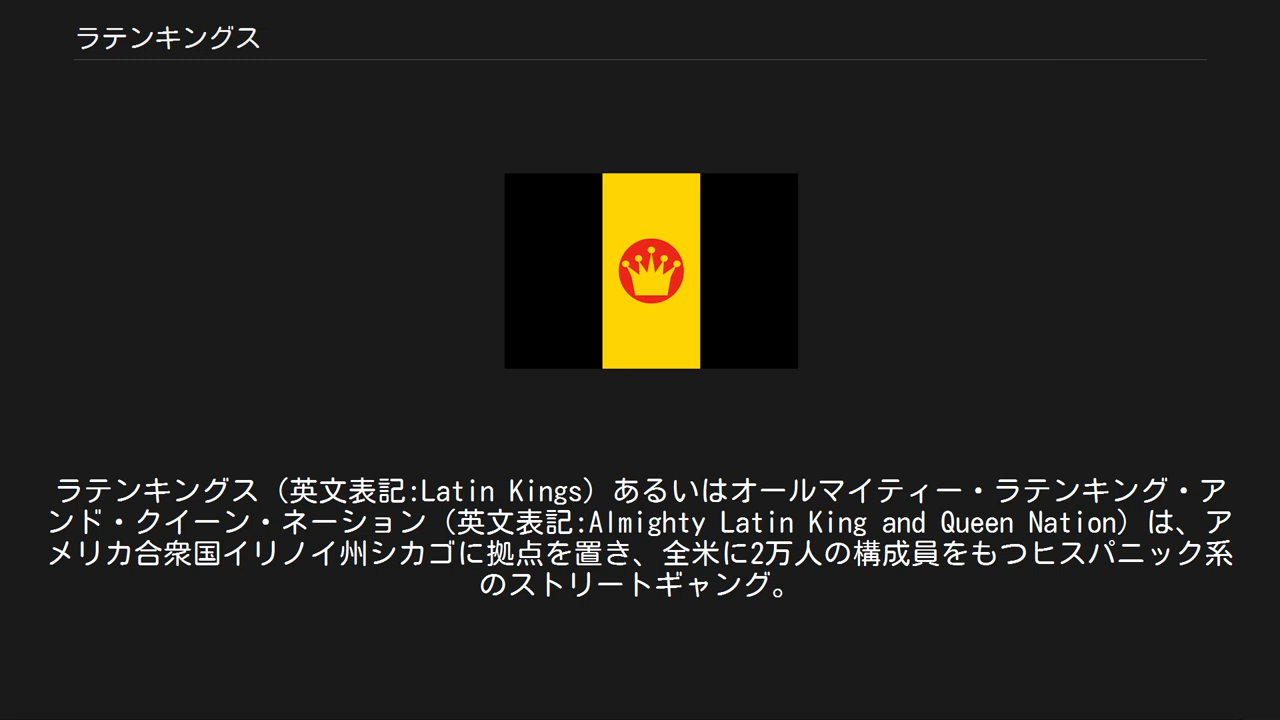 ラテンキングス
ラテンキングス（英文表記:Latin Kings）あるいはオールマイティー・ラテンキング・ア
ンド・クイーン・ネーション（英文表記:Almighty Latin King and Queen Nation）は、ア
メリカ合衆国イリノイ州シカゴに拠点を置き、全米に2万人の構成員をもつヒスパニック系
のストリートギャング。